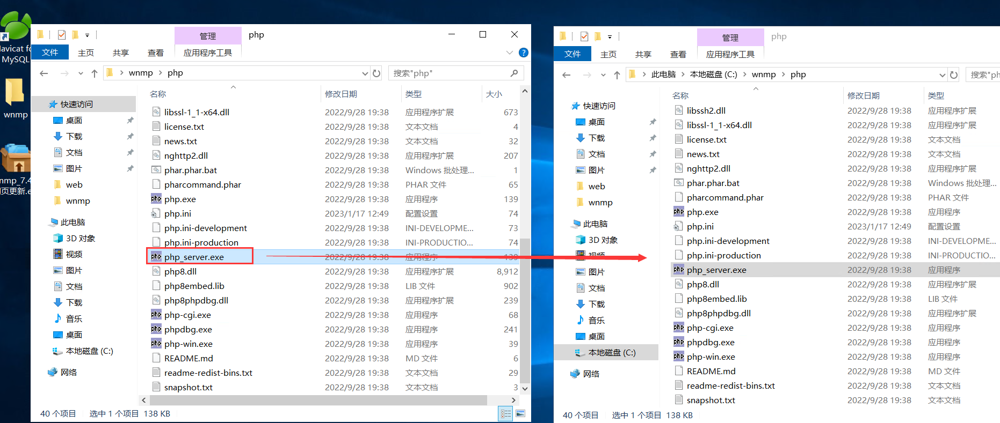 avicat fo
MySQL
wnmp
nmp_7.4
页更新.e
管理
php
文件
主页
共享
查看
应用程序工具
wnmp
php
搜索"php"
名称
修改日期
类型
大小
快速访问
桌面
下载
文档
图片
web
wnmp
此电脑
3D 对象
视频
图片
文档
下载
音乐
桌面
本地磁盘 (C:)
网络
libssl-1_1-x64.dll 2022/9/28 19:38 应用程序扩展 673
license.txt 2022/9/28 19:38 文本文档 4
news.txt 2022/9/28 19:38 文本文档 32
nghttp2.dll 2022/9/28 19:38 应用程序扩展 207
phar.phar.bat 2022/9/28 19:38 Windows 批处理... 1
pharcommand.phar 2022/9/28 19:38 PHAR 文件 65
php.exe 2022/9/28 19:38 应用程序 139
php.ini 2023/1/17 12:49 配置设置 74
php.ini-development 2022/9/28 19:38 INI-DEVELOPME... 73
php.ini-production 2022/9/28 19:38 INI-PRODUCTIO... 74
php_server.exe 2022/9/28 19:38 应用程序 139
php8.dll 2022/9/28 19:38 应用程序扩展 8,912
php8embed.lib 2022/9/28 19:38 LIB 文件 902
php8phpdbg.dll 2022/9/28 19:38 应用程序扩展 239
php-cgi.exe 2022/9/28 19:38 应用程序 68
phpdbg.exe 2022/9/28 19:38 应用程序 241
php-win.exe 2022/9/28 19:38 应用程序 39
README.md 2022/9/28 19:38 MD 文件 6
readme-redist-bins.txt 2022/9/28 19:38 文本文档 29
snapshot.txt 2022/9/28 19:38 文本文档 3
40 个项目 选中 1 个项目 138 KB
管理
php
文件
主页
共享
查看
应用程序工具
此电脑
本地磁盘 (C:)
wnmp
php
搜索"ph
名称
修改日期
类型
快速访问
桌面
下载
文档
图片
web
wnmp
此电脑
3D 对象
视频
图片
文档
下载
音乐
桌面
本地磁盘 (C:)
网络
libssh2.dll 2022/9/28 19:38 应用程序扩展
libssl-1_1-x64.dll 2022/9/28 19:38 应用程序扩展
license.txt 2022/9/28 19:38 文本文档
news.txt 2022/9/28 19:38 文本文档
nghttp2.dll 2022/9/28 19:38 应用程序扩展
phar.phar.bat 2022/9/28 19:38 Windows 批处理...
pharcommand.phar 2022/9/28 19:38 PHAR 文件
php.exe 2022/9/28 19:38 应用程序
php.ini 2023/1/17 12:49 配置设置
php.ini-development 2022/9/28 19:38 INI-DEVELOPME...
php.ini-production 2022/9/28 19:38 INI-PRODUCTIO...
php_server.exe 2022/9/28 19:38 应用程序
php8.dll 2022/9/28 19:38 应用程序扩展
php8embed.lib 2022/9/28 19:38 LIB 文件
php8phpdbg.dll 2022/9/28 19:38 应用程序扩展
php-cgi.exe 2022/9/28 19:38 应用程序
phpdbg.exe 2022/9/28 19:38 应用程序
php-win.exe 2022/9/28 19:38 应用程序
README.md 2022/9/28 19:38 MD 文件
readme-redist-bins.txt 2022/9/28 19:38 文本文档
snapshot.txt 2022/9/28 19:38 文本文档
40 个项目 选中 1 个项目 138 KB